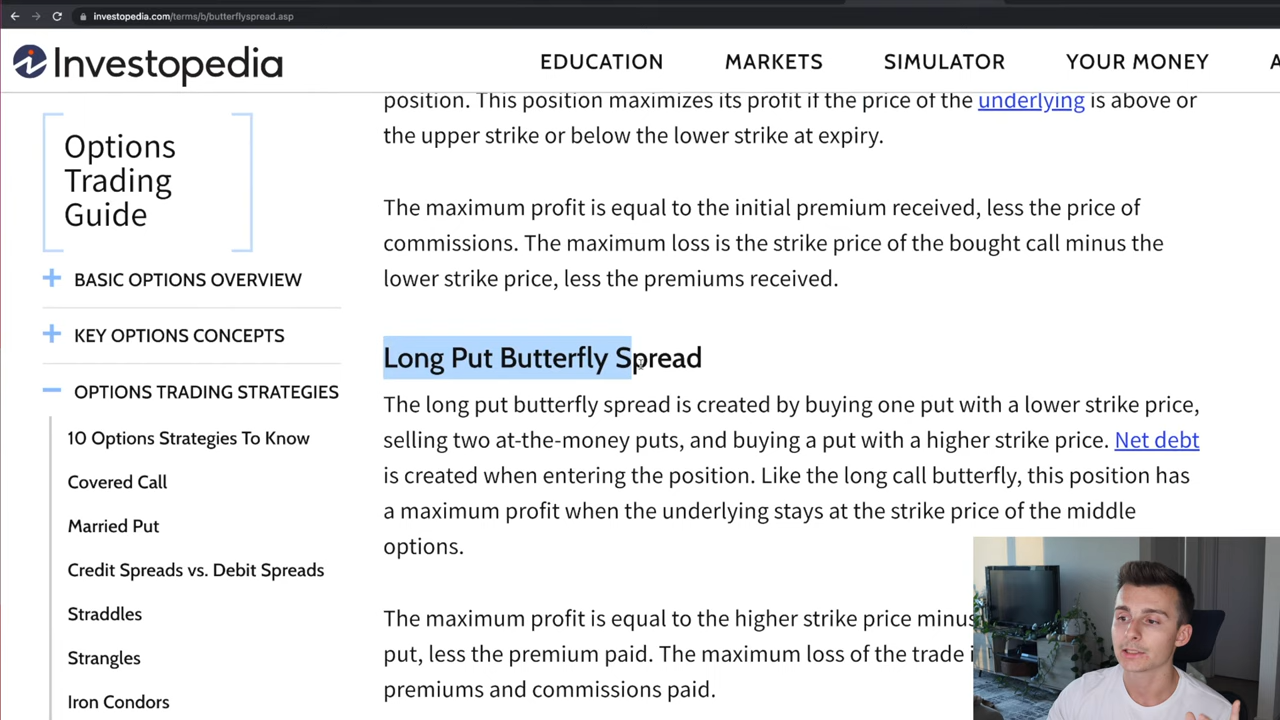 investopedia.com/terms/b/butterflyspread.asp
Investopedia
EDUCATION
MARKETS
SIMULATOR
YOUR MONEY
A
Options
Trading
Guide
BASIC OPTIONS OVERVIEW
KEY OPTIONS CONCEPTS
OPTIONS TRADING STRATEGIES
10 Options Strategies To Know
Covered Call
Married Put
Credit Spreads vs. Debit Spreads
Straddles
Strangles
Iron Condors
position. This position maximizes its profit if the price of the underlying is above or
the upper strike or below the lower strike at expiry.
The maximum profit is equal to the initial premium received, less the price of
commissions. The maximum loss is the strike price of the bought call minus the
lower strike price, less the premiums received.
Long Put Butterfly Spread
The long put butterfly spread is created by buying one put with a lower strike price,
selling two at-the-money puts, and buying a put with a higher strike price. Net debt
is created when entering the position. Like the long call butterfly, this position has
a maximum profit when the underlying stays at the strike price of the middle
options.
The maximum profit is equal to the higher strike price minus
put, less the premium paid. The maximum loss of the trade i
premiums and commissions paid.